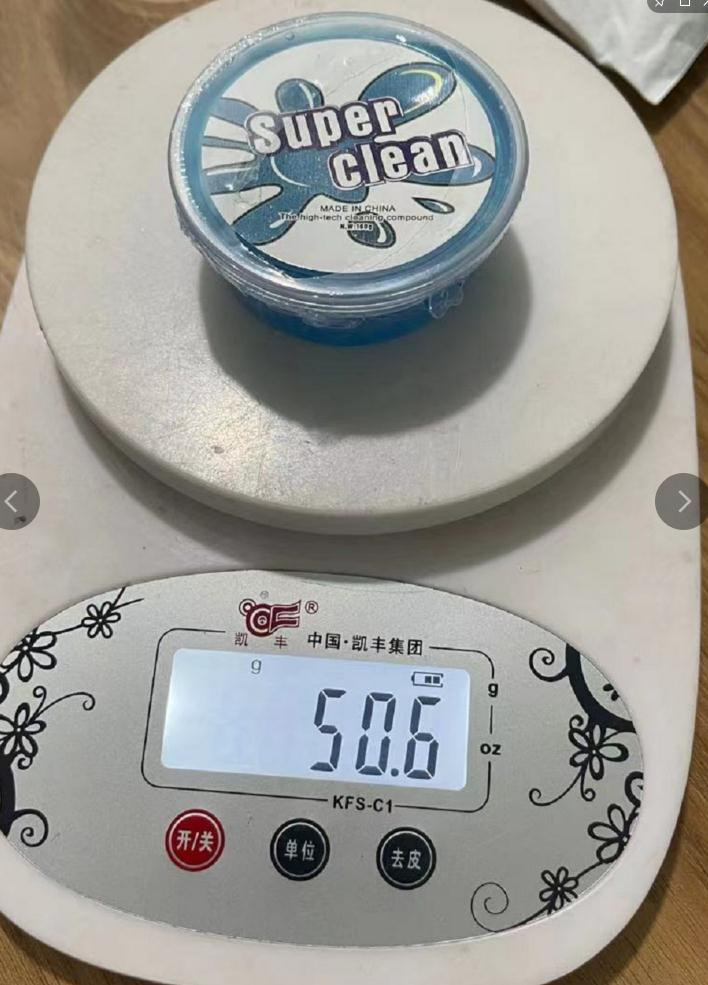 Super
clean
MADE IN CHINA
The high-tech cleaning compound
N.W:160g
®
凯丰 中国·凯丰集团
g
50.6
g
oz
KFS-C1
开/关 单位 去皮